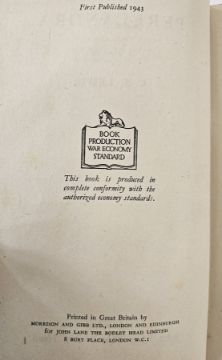 First Published 1943
BOOK
PRODUCTION
WAR ECONOMY
STANDARD
This book is produced in
complete conformity with the
authorized economy standards.
Printed in Great Britain by
MORRISON AND GIBB LTD., LONDON AND EDINBURGH
for JOHN LANE THE BODLEY HEAD LIMITED
8 BURY PLACE, LONDON W.C.1